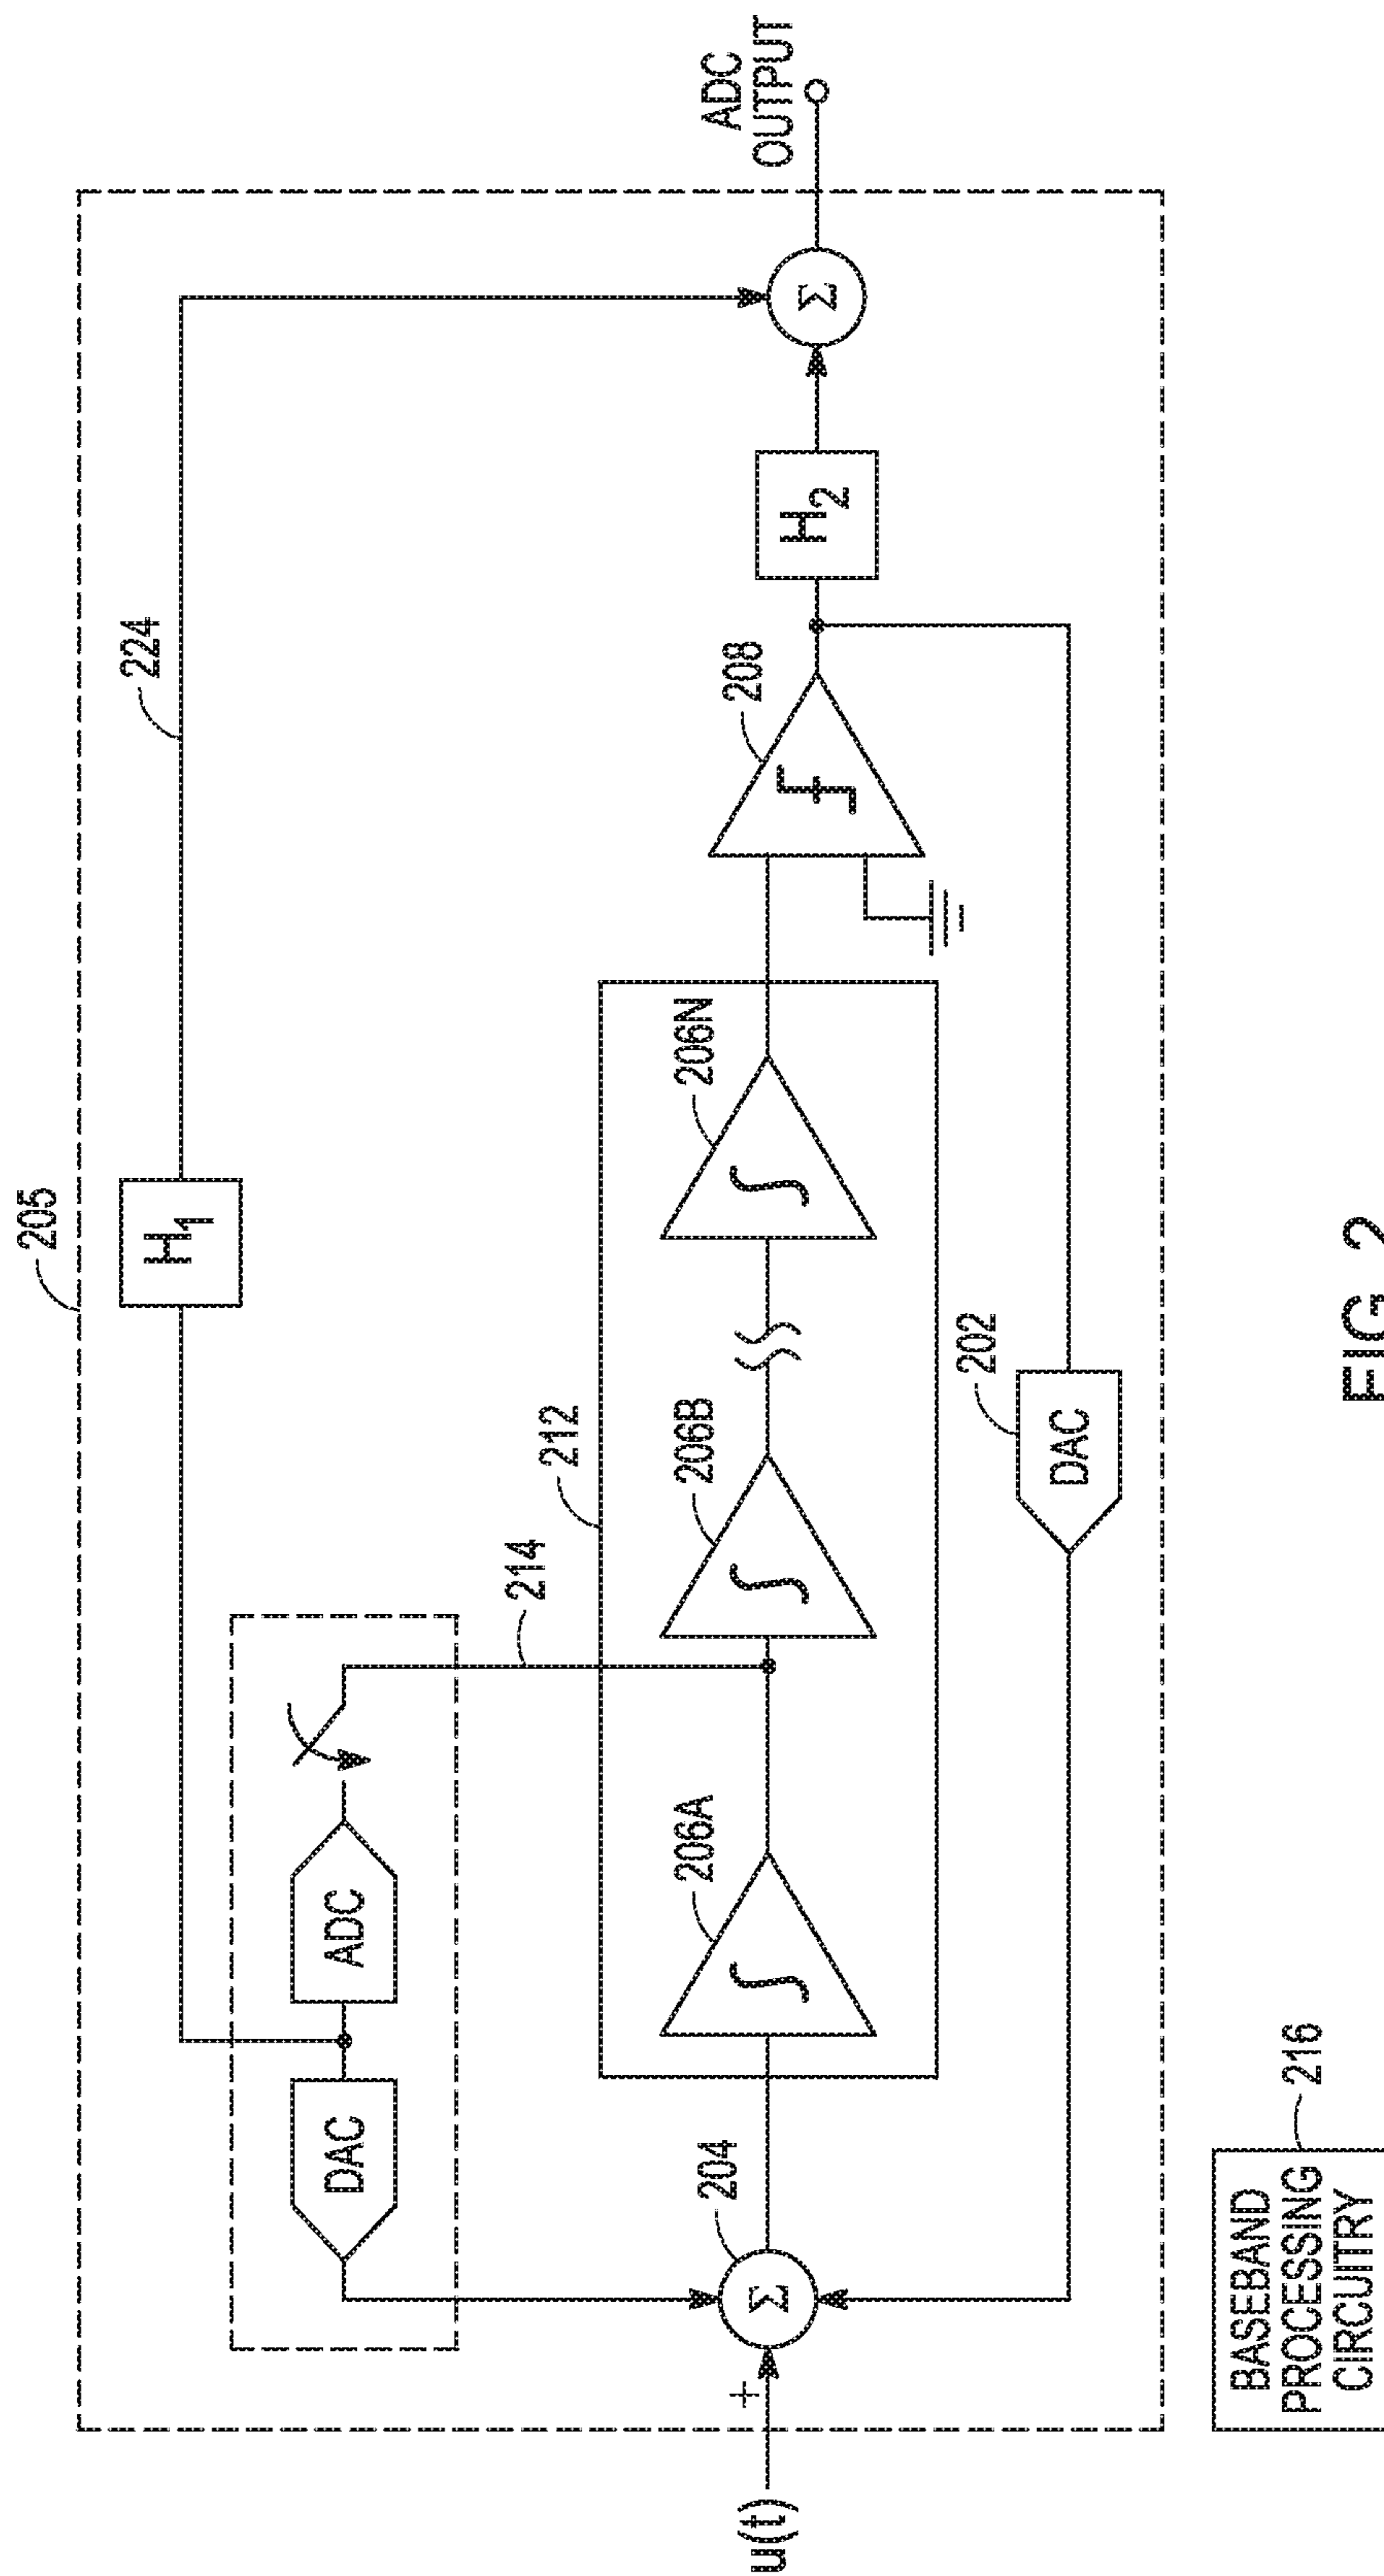 205
224
H1
ADC
OUTPUT
DAC
ADC
214
212
204
206A
206B
206N
208
u(t)
+
Σ
∫
∫
∫
H2
Σ
202
DAC
BASEBAND
PROCESSING
CIRCUITRY
216
FIG. 2